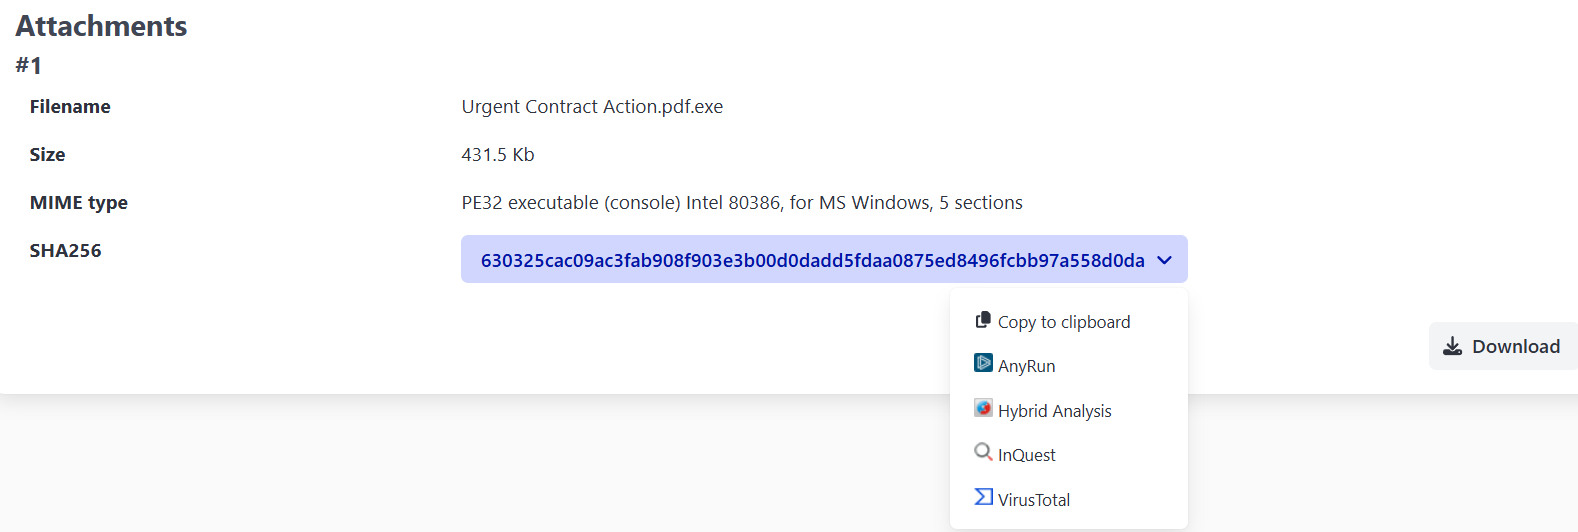 Attachments
#1
Filename Urgent Contract Action.pdf.exe
Size 431.5 Kb
MIME type PE32 executable (console) Intel 80386, for MS Windows, 5 sections
SHA256 630325cac09ac3fab908f903e3b00d0dadd5fdaa0875ed8496fcbb97a558d0da
Copy to clipboard
Download
AnyRun
Hybrid Analysis
InQuest
VirusTotal